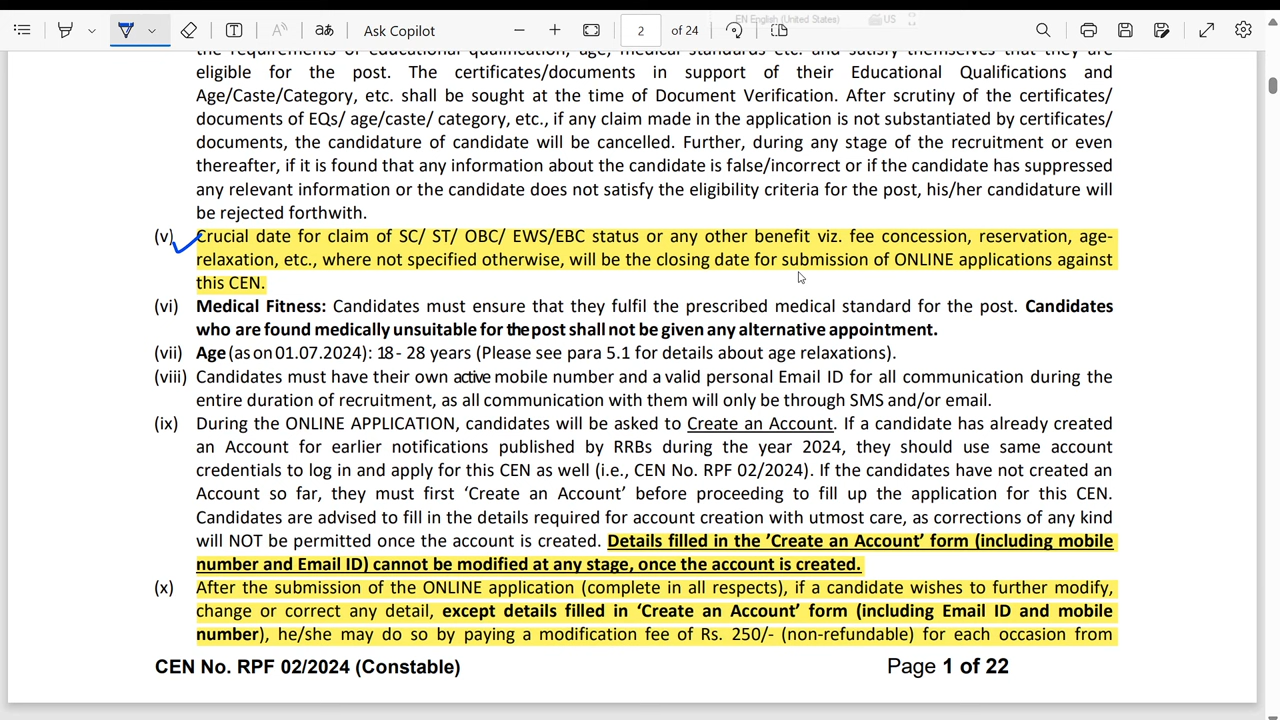 Ask Copilot
2
of 24
EN English (United States)
US
the requirements of educational qualification, age, medical standards etc. and satisfy themselves that they are
eligible for the post. The certificates/documents in support of their Educational Qualifications and
Age/Caste/Category, etc. shall be sought at the time of Document Verification. After scrutiny of the certificates/
documents of EQs/ age/caste/ category, etc., if any claim made in the application is not substantiated by certificates/
documents, the candidature of candidate will be cancelled. Further, during any stage of the recruitment or even
thereafter, if it is found that any information about the candidate is false/incorrect or if the candidate has suppressed
any relevant information or the candidate does not satisfy the eligibility criteria for the post, his/her candidature will
be rejected forthwith.
(v) Crucial date for claim of SC/ ST/ OBC/ EWS/EBC status or any other benefit viz. fee concession, reservation, age-
relaxation, etc., where not specified otherwise, will be the closing date for submission of ONLINE applications against
this CEN.
(vi) Medical Fitness: Candidates must ensure that they fulfil the prescribed medical standard for the post. Candidates
who are found medically unsuitable for the post shall not be given any alternative appointment.
(vii) Age (as on 01.07.2024): 18 - 28 years (Please see para 5.1 for details about age relaxations).
(viii) Candidates must have their own active mobile number and a valid personal Email ID for all communication during the
entire duration of recruitment, as all communication with them will only be through SMS and/or email.
(ix) During the ONLINE APPLICATION, candidates will be asked to Create an Account. If a candidate has already created
an Account for earlier notifications published by RRBs during the year 2024, they should use same account
credentials to log in and apply for this CEN as well (i.e., CEN No. RPF 02/2024). If the candidates have not created an
Account so far, they must first ‘Create an Account’ before proceeding to fill up the application for this CEN.
Candidates are advised to fill in the details required for account creation with utmost care, as corrections of any kind
will NOT be permitted once the account is created. Details filled in the ’Create an Account’ form (including mobile
number and Email ID) cannot be modified at any stage, once the account is created.
(x) After the submission of the ONLINE application (complete in all respects), if a candidate wishes to further modify,
change or correct any detail, except details filled in ‘Create an Account’ form (including Email ID and mobile
number), he/she may do so by paying a modification fee of Rs. 250/- (non-refundable) for each occasion from
CEN No. RPF 02/2024 (Constable)
Page 1 of 22